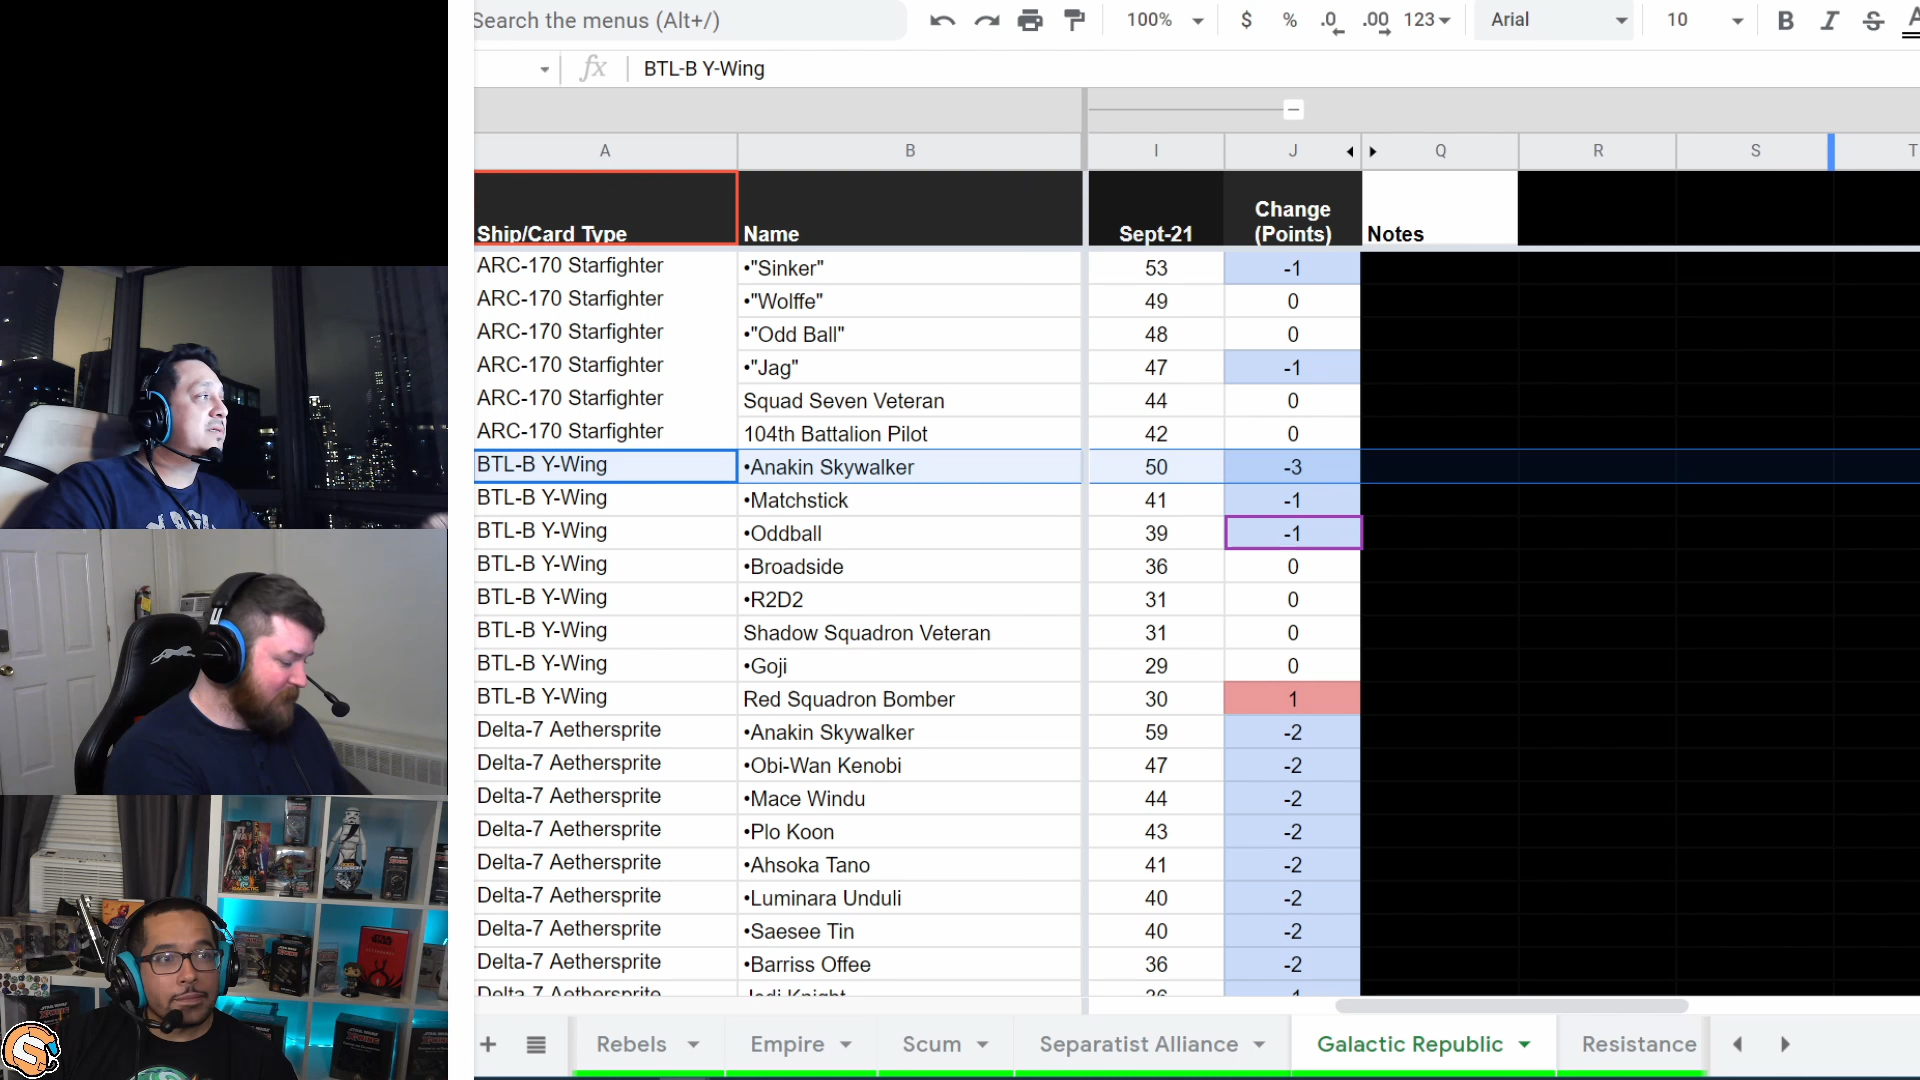 Search the menus (Alt+/)
100%
$
%
.0
.00
123
Arial
10
B
I
S
A
fx
BTL-B Y-Wing
A
B
I
J
Q
R
S
T
Ship/Card Type
Name
Sept-21
Change
(Points)
Notes
ARC-170 Starfighter •"Sinker" 53 -1
ARC-170 Starfighter •"Wolffe" 49 0
ARC-170 Starfighter •"Odd Ball" 48 0
ARC-170 Starfighter •"Jag" 47 -1
ARC-170 Starfighter Squad Seven Veteran 44 0
ARC-170 Starfighter 104th Battalion Pilot 42 0
BTL-B Y-Wing •Anakin Skywalker 50 -3
BTL-B Y-Wing •Matchstick 41 -1
BTL-B Y-Wing •Oddball 39 -1
BTL-B Y-Wing •Broadside 36 0
BTL-B Y-Wing •R2D2 31 0
BTL-B Y-Wing Shadow Squadron Veteran 31 0
BTL-B Y-Wing •Goji 29 0
BTL-B Y-Wing Red Squadron Bomber 30 1
Delta-7 Aethersprite •Anakin Skywalker 59 -2
Delta-7 Aethersprite •Obi-Wan Kenobi 47 -2
Delta-7 Aethersprite •Mace Windu 44 -2
Delta-7 Aethersprite •Plo Koon 43 -2
Delta-7 Aethersprite •Ahsoka Tano 41 -2
Delta-7 Aethersprite •Luminara Unduli 40 -2
Delta-7 Aethersprite •Saesee Tin 40 -2
Delta-7 Aethersprite •Barriss Offee 36 -2
Delta-7 Aethersprite Jedi Knight
Rebels
Empire
Scum
Separatist Alliance
Galactic Republic
Resistance